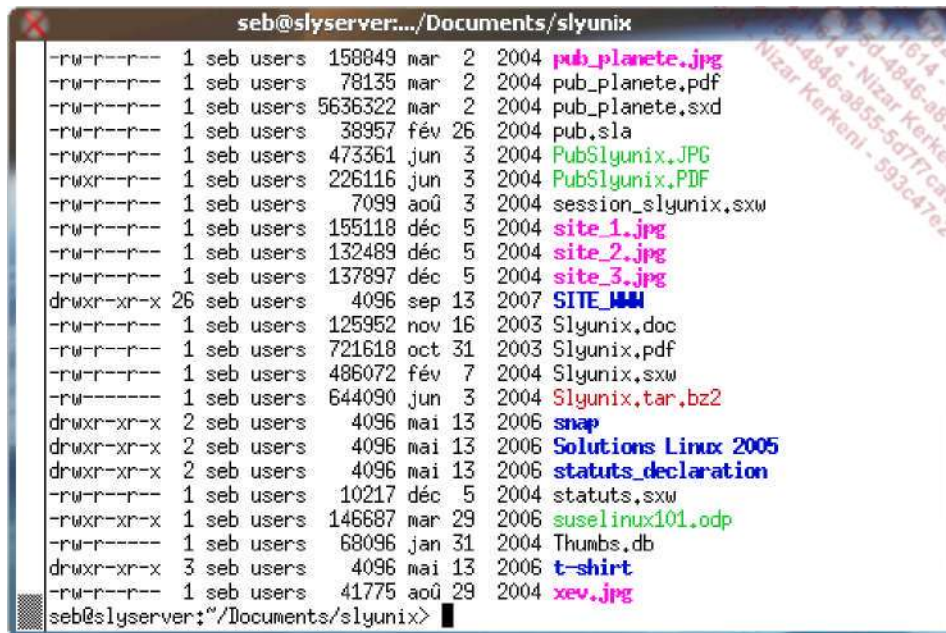 seb@slyserver:.../Documents/slyunix
-rw-r--r-- 1 seb users 158849 mar 2 2004 pub_planete.jpg
-rw-r--r-- 1 seb users 78135 mar 2 2004 pub_planete.pdf
-rw-r--r-- 1 seb users 5636322 mar 2 2004 pub_planete.sxd
-rw-r--r-- 1 seb users 38957 fév 26 2004 pub.sla
-rwxr--r-- 1 seb users 473361 jun 3 2004 PubSlyunix.JPG
-rwxr--r-- 1 seb users 226116 jun 3 2004 PubSlyunix.PDF
-rw-r--r-- 1 seb users 7099 aoû 3 2004 session_slyunix.sxw
-rw-r--r-- 1 seb users 155118 déc 5 2004 site_1.jpg
-rw-r--r-- 1 seb users 132489 déc 5 2004 site_2.jpg
-rw-r--r-- 1 seb users 137897 déc 5 2004 site_3.jpg
drwxr-xr-x 26 seb users 4096 sep 13 2007 SITE_WWW
-rw-r--r-- 1 seb users 125952 nov 16 2003 Slyunix.doc
-rw-r--r-- 1 seb users 721618 oct 31 2003 Slyunix.pdf
-rw-r--r-- 1 seb users 486072 fév 7 2004 Slyunix.sxw
-rw------- 1 seb users 644090 jun 3 2004 Slyunix.tar.bz2
drwxr-xr-x 2 seb users 4096 mai 13 2006 snap
drwxr-xr-x 2 seb users 4096 mai 13 2006 Solutions Linux 2005
drwxr-xr-x 2 seb users 4096 mai 13 2006 statuts_declaration
-rw-r--r-- 1 seb users 10217 déc 5 2004 statuts.sxw
-rwxr-xr-x 1 seb users 146687 mar 29 2006 suselinux101.odp
-rw-r----- 1 seb users 68096 jan 31 2004 Thumbs.db
drwxr-xr-x 3 seb users 4096 mai 13 2006 t-shirt
-rw-r--r-- 1 seb users 41775 aoû 29 2004 xev.jpg
seb@slyserver:~/Documents/slyunix>
Nizar Kerkeni